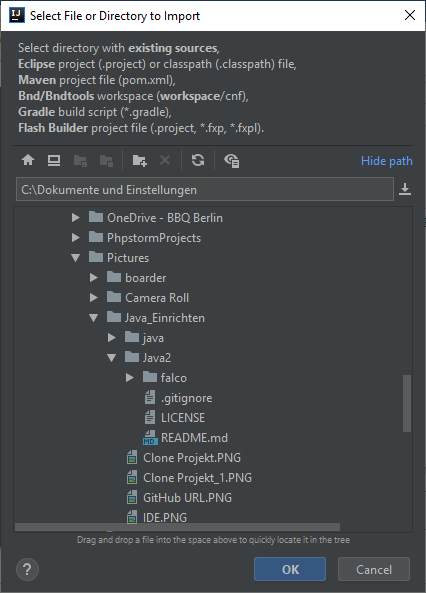 IJ
Select File or Directory to Import
Select directory with existing sources,
Eclipse project (.project) or classpath (.classpath) file,
Maven project file (pom.xml),
Bnd/Bndtools workspace (workspace/cnf),
Gradle build script (*.gradle),
Flash Builder project file (.project, *.fxp, *.fxpl).
Hide path
C:\Dokumente und Einstellungen
OneDrive - BBQ Berlin
PhpstormProjects
Pictures
boarder
Camera Roll
Java_Einrichten
java
Java2
falco
.gitignore
LICENSE
MD README.md
Clone Projekt.PNG
Clone Projekt_1.PNG
GitHub URL.PNG
IDE.PNG
Drag and drop a file into the space above to quickly locate it in the tree
? OK Cancel